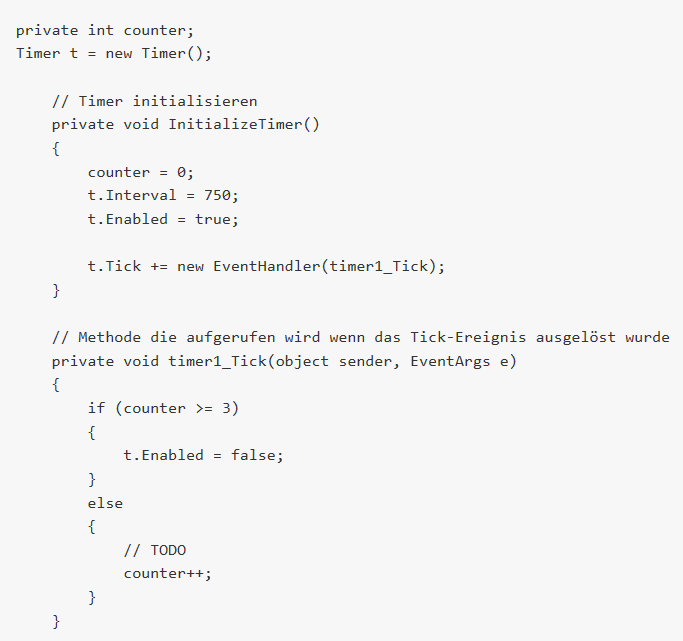 private int counter;
Timer t = new Timer();
// Timer initialisieren
private void InitializeTimer()
{
counter = 0;
t.Interval = 750;
t.Enabled = true;
t.Tick += new EventHandler(timer1_Tick);
}
// Methode die aufgerufen wird wenn das Tick-Ereignis ausgelöst wurde
private void timer1_Tick(object sender, EventArgs e)
{
if (counter >= 3)
{
t.Enabled = false;
}
else
{
// TODO
counter++;
}
}